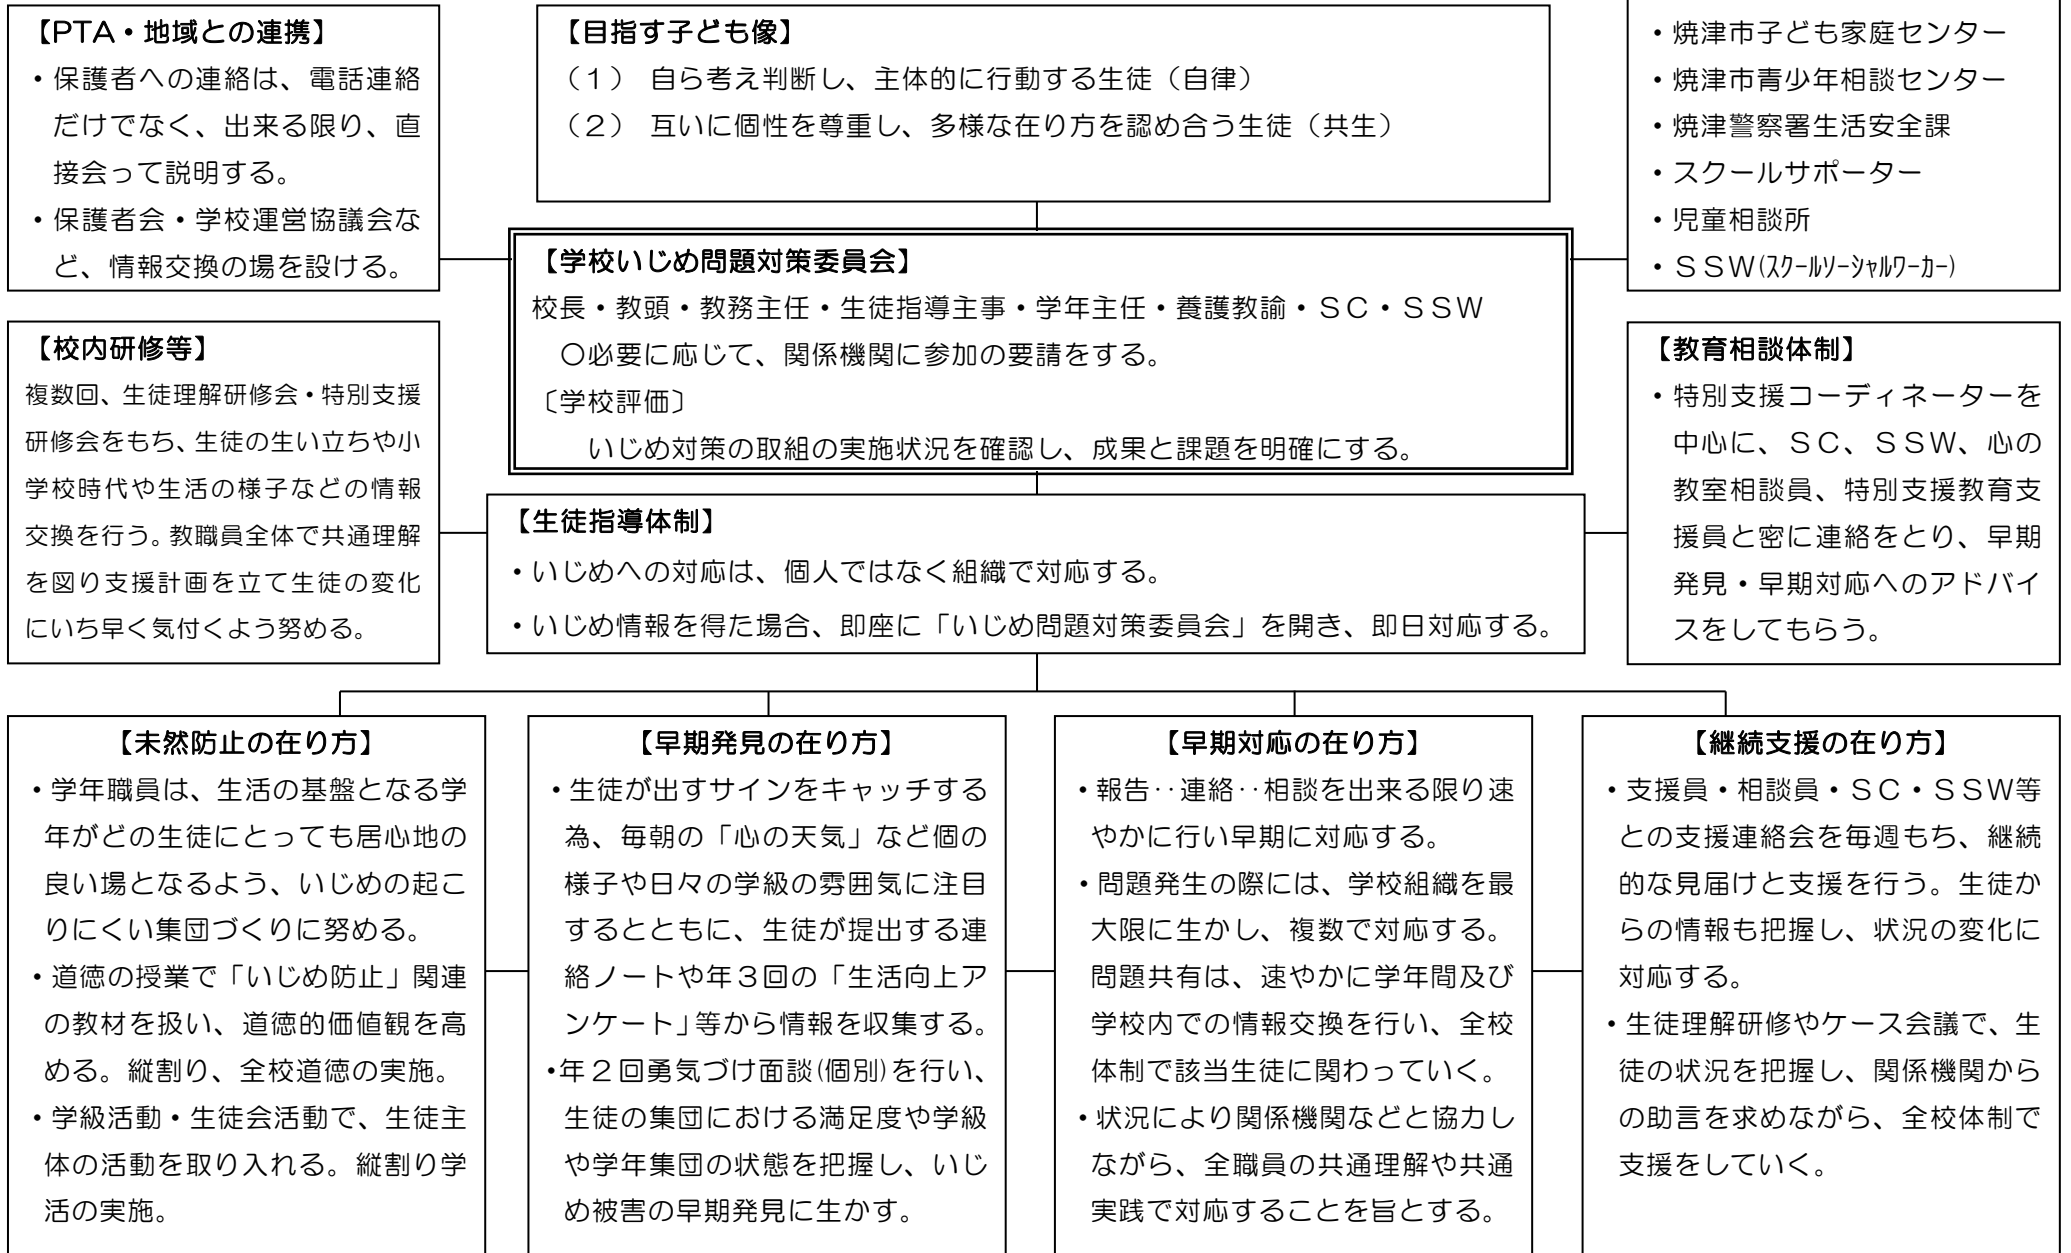 【PTA・地域との連携】
・保護者への連絡は、電話連絡
だけでなく、出来る限り、直
接会って説明する。
・保護者会・学校運営協議会な
ど、情報交換の場を設ける。
【目指す子ども像】
(1) 自ら考え判断し、主体的に行動する生徒(自律)
(2) 互いに個性を尊重し、多様な在り方を認め合う生徒(共生)
・焼津市子ども家庭センター
・焼津市青少年相談センター
・焼津警察署生活安全課
・スクールサポーター
・児童相談所
・SSW(スクールソーシャルワーカー)
【学校いじめ問題対策委員会】
校長・教頭・教務主任・生徒指導主事・学年主任・養護教諭・SC・SSW
○必要に応じて、関係機関に参加の要請をする。
〔学校評価〕
いじめ対策の取組の実施状況を確認し、成果と課題を明確にする。
【校内研修等】
複数回、生徒理解研修会・特別支援
研修会をもち、生徒の生い立ちや小
学校時代や生活の様子などの情報
交換を行う。教職員全体で共通理解
を図り支援計画を立て生徒の変化
にいち早く気付くよう努める。
【教育相談体制】
・特別支援コーディネーターを
中心に、SC、SSW、心の
教室相談員、特別支援教育支
援員と密に連絡をとり、早期
発見・早期対応へのアドバイ
スをしてもらう。
【生徒指導体制】
・いじめへの対応は、個人ではなく組織で対応する。
・いじめ情報を得た場合、即座に「いじめ問題対策委員会」を開き、即日対応する。
【未然防止の在り方】
・学年職員は、生活の基盤となる学
年がどの生徒にとっても居心地の
良い場となるよう、いじめの起こ
りにくい集団づくりに努める。
・道徳の授業で「いじめ防止」関連
の教材を扱い、道徳的価値観を高
める。縦割り、全校道徳の実施。
・学級活動・生徒会活動で、生徒主
体の活動を取り入れる。縦割り学
活の実施。
【早期発見の在り方】
・生徒が出すサインをキャッチする
為、毎朝の「心の天気」など個の
様子や日々の学級の雰囲気に注目
するとともに、生徒が提出する連
絡ノートや年3回の「生活向上ア
ンケート」等から情報を収集する。
・年2回勇気づけ面談(個別)を行い、
生徒の集団における満足度や学級
や学年集団の状態を把握し、いじ
め被害の早期発見に生かす。
【早期対応の在り方】
・報告‥連絡‥相談を出来る限り速
やかに行い早期に対応する。
・問題発生の際には、学校組織を最
大限に生かし、複数で対応する。
問題共有は、速やかに学年間及び
学校内での情報交換を行い、全校
体制で該当生徒に関わっていく。
・状況により関係機関などと協力し
ながら、全職員の共通理解や共通
実践で対応することを旨とする。
【継続支援の在り方】
・支援員・相談員・SC・SSW等
との支援連絡会を毎週もち、継続
的な見届けと支援を行う。生徒か
らの情報も把握し、状況の変化に
対応する。
・生徒理解研修やケース会議で、生
徒の状況を把握し、関係機関から
の助言を求めながら、全校体制で
支援をしていく。